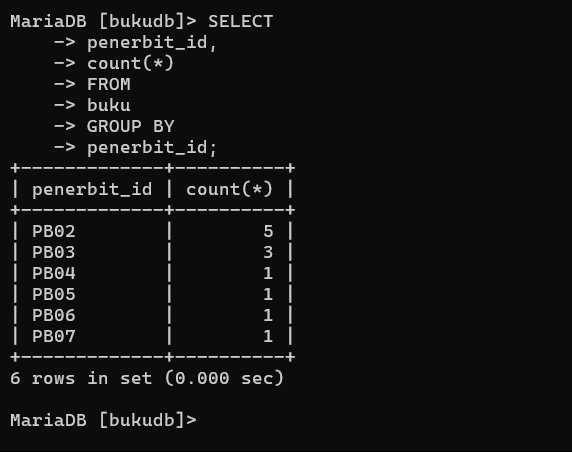 MariaDB [bukudb]> SELECT
    -> penerbit_id,
    -> count(*)
    -> FROM
    -> buku
    -> GROUP BY
    -> penerbit_id;
+-------------+----------+
| penerbit_id | count(*) |
+-------------+----------+
| PB02        |        5 |
| PB03        |        3 |
| PB04        |        1 |
| PB05        |        1 |
| PB06        |        1 |
| PB07        |        1 |
+-------------+----------+
6 rows in set (0.000 sec)
MariaDB [bukudb]>